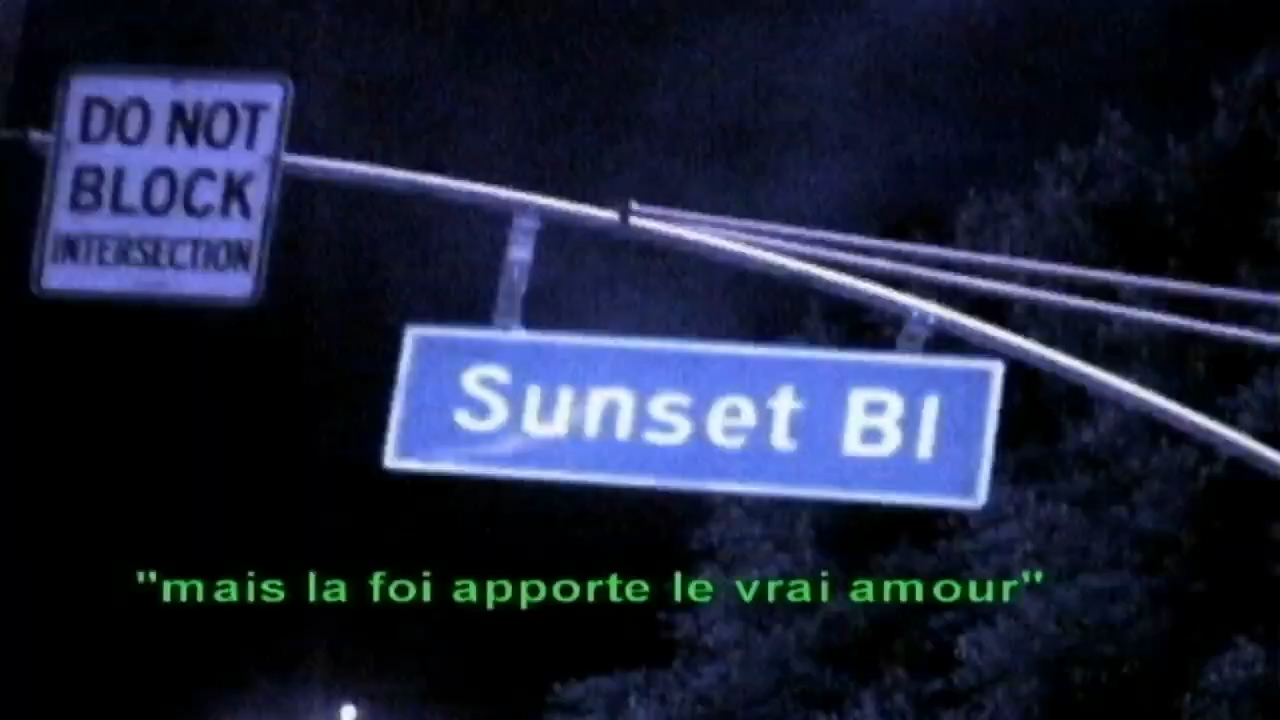 DO NOT
BLOCK
INTERSECTION
Sunset Bl
"mais la foi apporte le vrai amour"